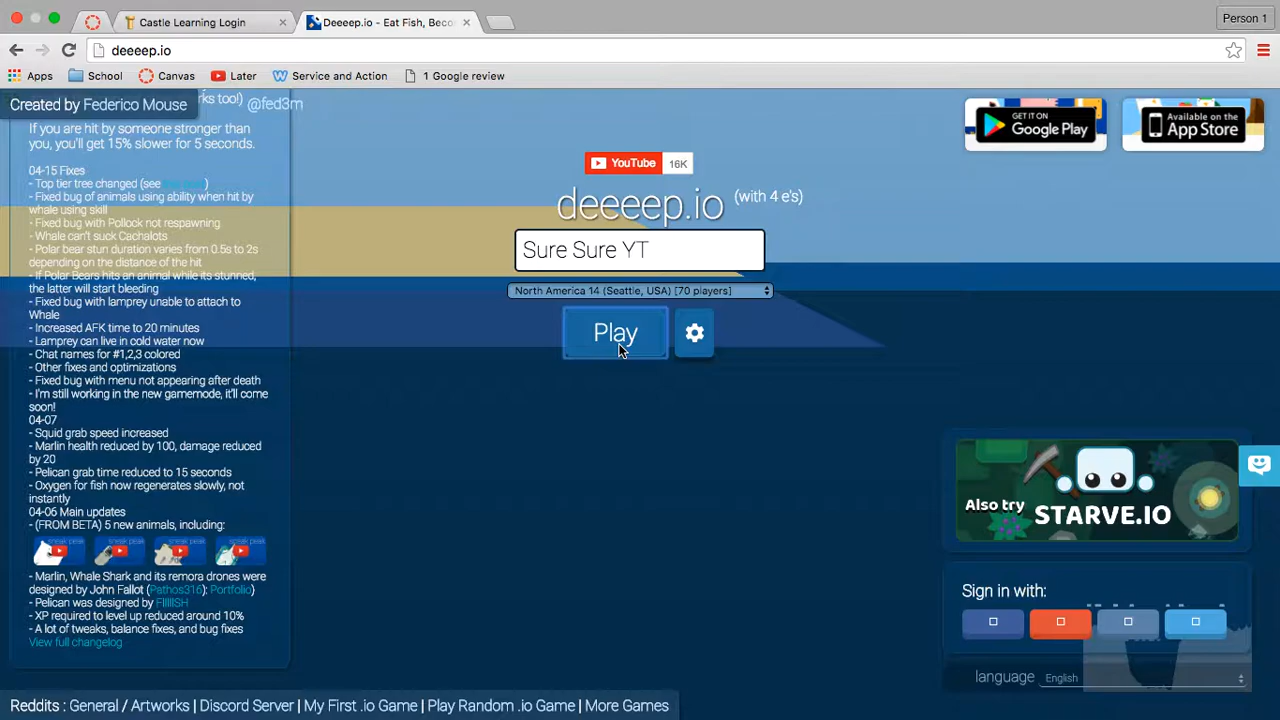 Castle Learning Login
Deeeep.io - Eat Fish, Beco
Person 1
deeeep.io
Apps School Canvas Later Service and Action 1 Google review
rks too!)
Created by Federico Mouse @fed3m
If you are hit by someone stronger than
you, you'll get 15% slower for 5 seconds.
04-15 Fixes
- Top tier tree changed (see
- Fixed bug of animals using ability when hit by
whale using skill
- Fixed bug with Pollock not respawning
- Whale can't suck Cachalots
- Polar bear stun duration varies from 0.5s to 2s
depending on the distance of the hit
- If Polar Bears hits an animal while its stunned,
the latter will start bleeding
- Fixed bug with lamprey unable to attach to
Whale
- Increased AFK time to 20 minutes
- Lamprey can live in cold water now
- Chat names for #1,2,3 colored
- Other fixes and optimizations
- Fixed bug with menu not appearing after death
- I'm still working in the new gamemode, it'll come
soon!
04-07
- Squid grab speed increased
- Marlin health reduced by 100, damage reduced
by 20
- Pelican grab time reduced to 15 seconds
- Oxygen for fish now regenerates slowly, not
instantly
04-06 Main updates
- (FROM BETA) 5 new animals, including:
- Marlin, Whale Shark and its remora drones were
designed by John Fallot (Pathos316): Portfolio)
- Pelican was designed by FIIIIISH
- XP required to level up reduced around 10%
- A lot of tweaks, balance fixes, and bug fixes
View full changelog
YouTube 16K
deeeep.io (with 4 e's)
Sure Sure YT
North America 14 (Seattle, USA) [70 players]
Play
GET IT ON
Google Play
Available on the
App Store
Also try STARVE.IO
Sign in with:
language English
Reddits : General / Artworks | Discord Server | My First .io Game | Play Random .io Game | More Games